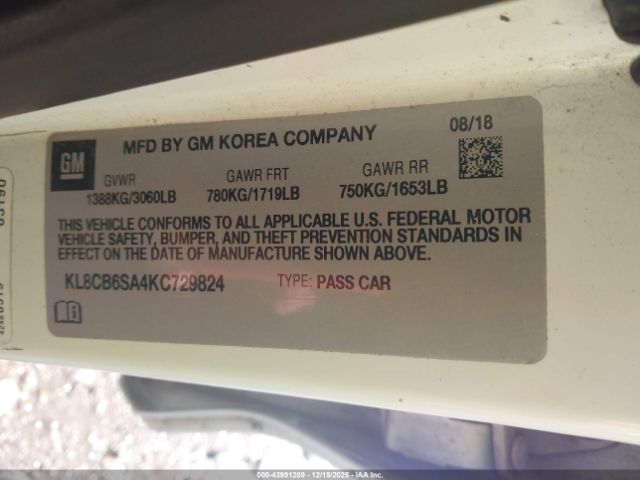 GM
MFD BY GM KOREA COMPANY
08/18
GVWR
GAWR FRT
GAWR RR
1388KG/3060LB
780KG/1719LB
750KG/1653LB
THIS VEHICLE CONFORMS TO ALL APPLICABLE U.S. FEDERAL MOTOR
VEHICLE SAFETY, BUMPER, AND THEFT PREVENTION STANDARDS IN
EFFECT ON THE DATE OF MANUFACTURE SHOWN ABOVE.
KL8CB6SA4KC729824
TYPE: PASS CAR
000-43991289 - 12/19/2025 - IAA Inc.